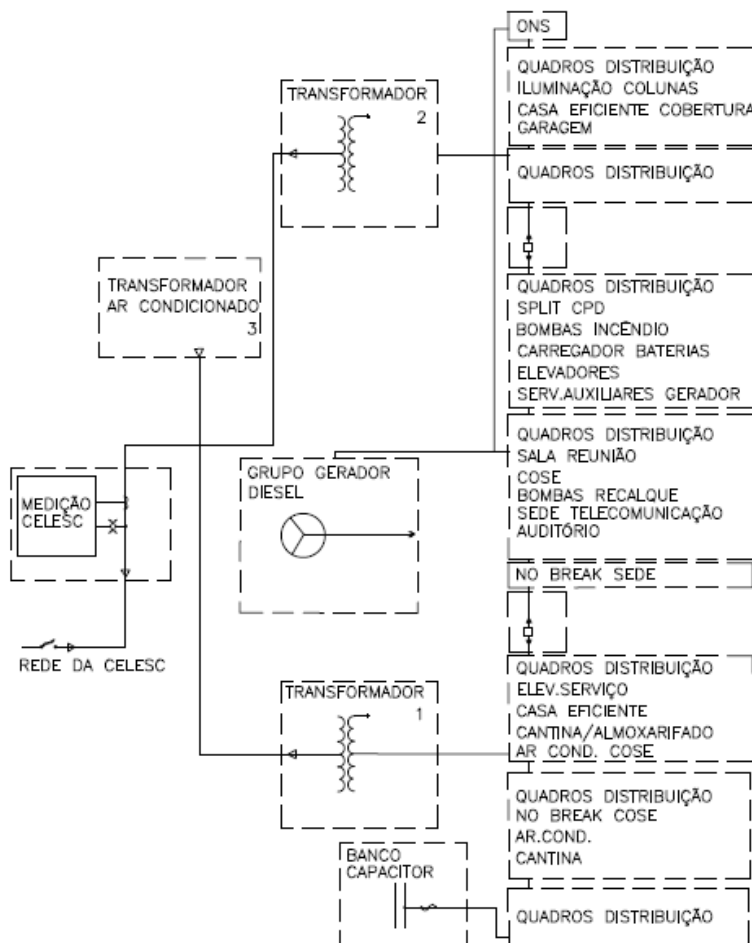 ONS
QUADROS DISTRIBUIÇÃO
ILUMINAÇÃO COLUNAS
CASA EFICIENTE COBERTURA
GARAGEM
TRANSFORMADOR
2
QUADROS DISTRIBUIÇÃO
TRANSFORMADOR
AR CONDICIONADO
3
QUADROS DISTRIBUIÇÃO
SPLIT CPD
BOMBAS INCÊNDIO
CARREGADOR BATERIAS
ELEVADORES
SERV.AUXILIARES GERADOR
QUADROS DISTRIBUIÇÃO
SALA REUNIÃO
COSE
BOMBAS RECALQUE
SEDE TELECOMUNICAÇÃO
AUDITÓRIO
GRUPO GERADOR
DIESEL
MEDIÇÃO
CELESC
NO BREAK SEDE
REDE DA CELESC
QUADROS DISTRIBUIÇÃO
ELEV.SERVIÇO
CASA EFICIENTE
CANTINA/ALMOXARIFADO
AR COND. COSE
TRANSFORMADOR
1
QUADROS DISTRIBUIÇÃO
NO BREAK COSE
AR.COND.
CANTINA
BANCO
CAPACITOR
QUADROS DISTRIBUIÇÃO